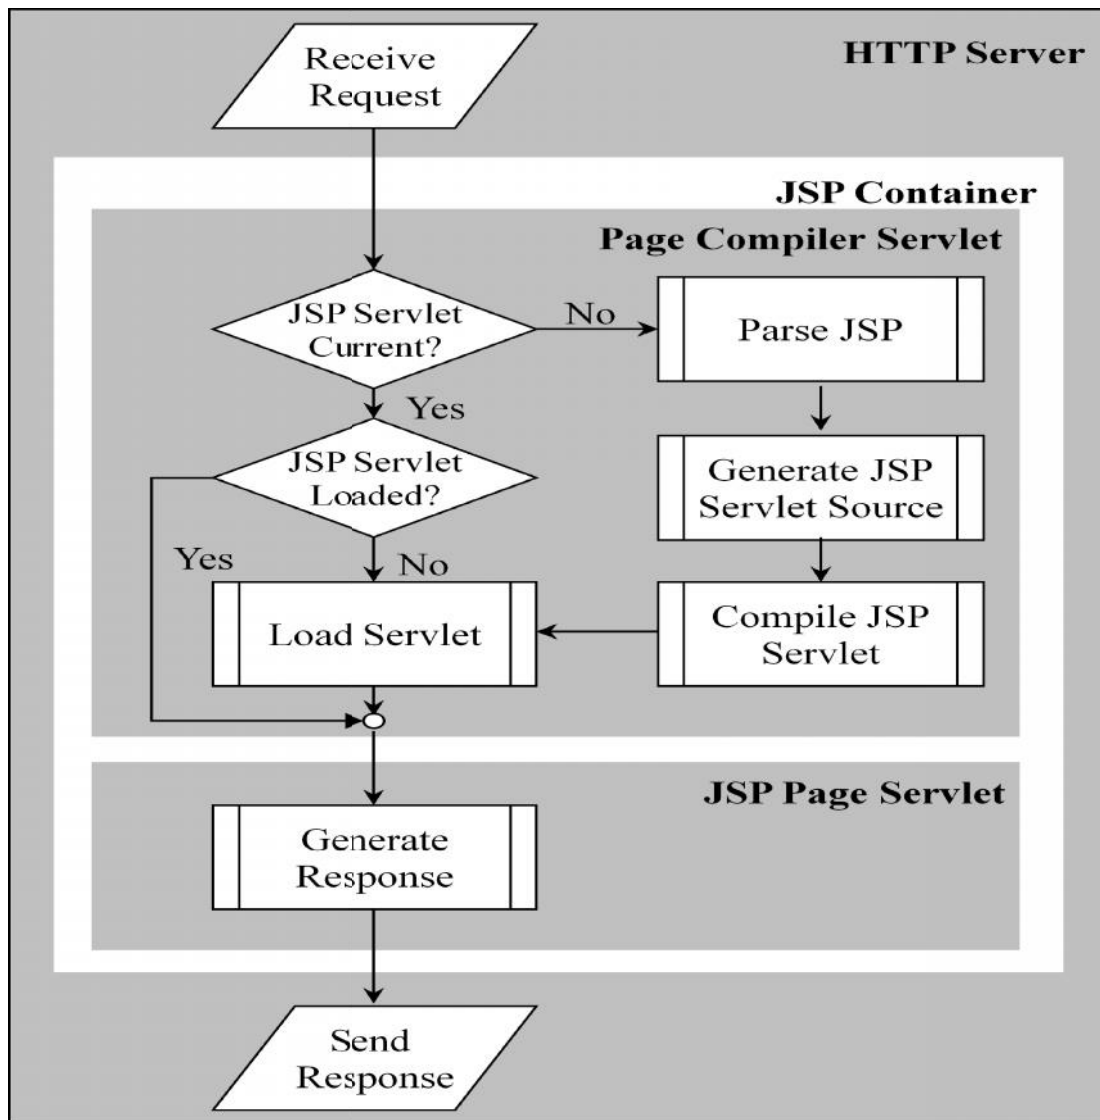 Receive
Request
HTTP Server
JSP Container
Page Compiler Servlet
JSP Servlet
Current?
No
Parse JSP
Yes
JSP Servlet
Loaded?
Generate JSP
Servlet Source
Yes
No
Load Servlet
Compile JSP
Servlet
JSP Page Servlet
Generate
Response
Send
Response